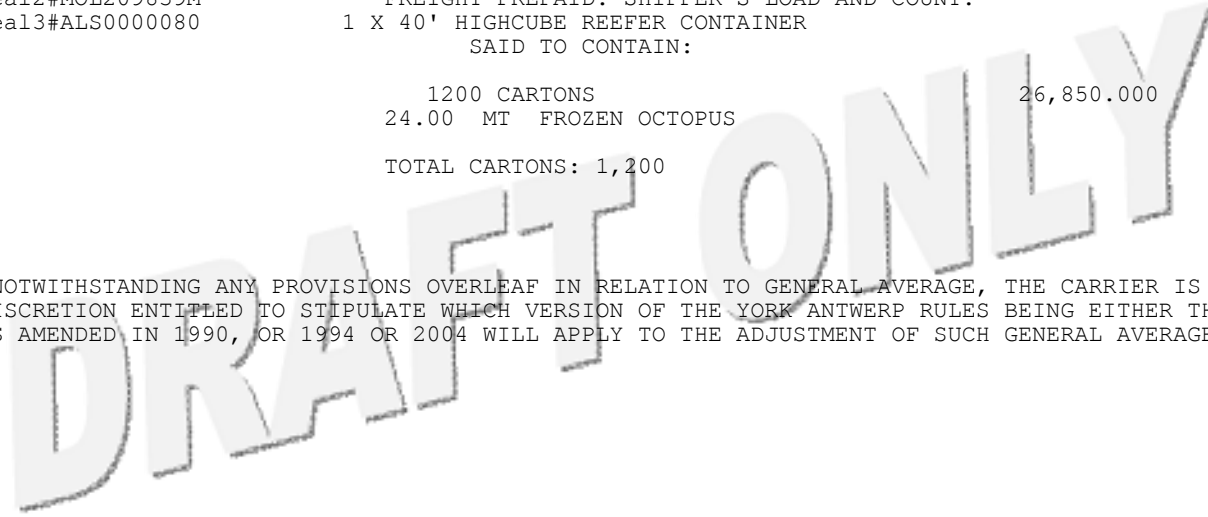 FREIGHT PREPAID. SHIPPER'S LOAD AND COUNT.
eal3#ALS0000080 1 X 40' HIGHCUBE REEFER CONTAINER
SAID TO CONTAIN:
1200 CARTONS 26,850.000
24.00 MT FROZEN OCTOPUS
TOTAL CARTONS: 1,200
NOTWITHSTANDING ANY PROVISIONS OVERLEAF IN RELATION TO GENERAL AVERAGE, THE CARRIER IS
ISCRETION ENTITLED TO STIPULATE WHICH VERSION OF THE YORK ANTWERP RULES BEING EITHER TH
S AMENDED IN 1990, OR 1994 OR 2004 WILL APPLY TO THE ADJUSTMENT OF SUCH GENERAL AVERAGE
DRAFT ONLY